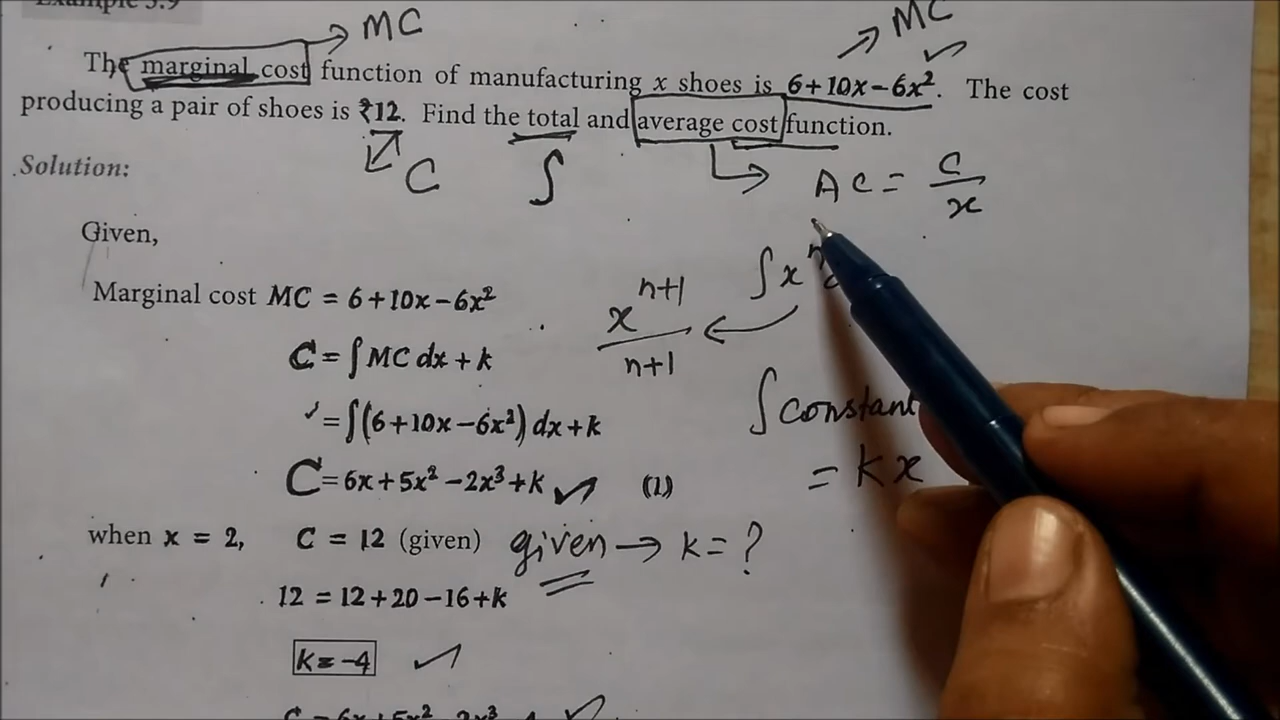 Example 3.9
→ MC
→ MC
The marginal cost function of manufacturing x shoes is 6+10x−6x². The cost
producing a pair of shoes is ₹12. Find the total and average cost function.
C
∫
AC = C/x
Solution:
Given,
∫xⁿ
Marginal cost MC = 6+10x−6x²
x^(n+1)/(n+1)
C = ∫MC dx + k
= ∫(6+10x−6x²) dx + k
∫constant
C = 6x + 5x² −2x³ + k ✓ (1)
= kx
when x = 2, C = 12 (given) given → k = ?
12 = 12+20−16+k
k = −4 ✓